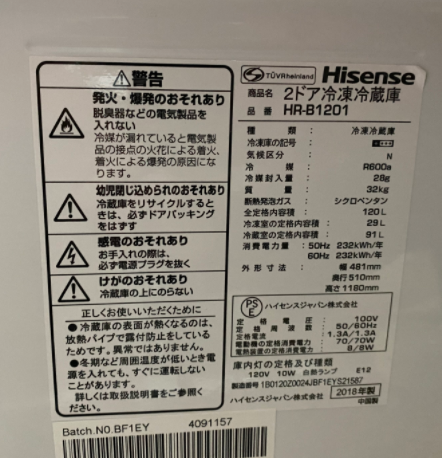 警告
発火・爆発のおそれあり
脱臭器などの電気製品を
入れない
冷媒が漏れていると電気製
品の接点の火花による着火、
着火による爆発の原因にな
ります。
幼児閉じ込められのおそれあり
冷蔵庫をリサイクルすると
きは、必ずドアパッキング
をはずす
感電のおそれあり
お手入れの際は、
必ず電源プラグを抜く
けがのおそれあり
冷蔵庫の上にのらない
正しくお使いいただくために
●冷蔵庫の表面が熱くなるのは、
放熱パイプで露付き防止をしている
ためです。異常ではありません。
●冬期など周囲温度が低いとき電
源を入れても、すぐに運転しない
ことがあります。
詳しくは取扱説明書をご参照ください
Batch.NO.BF1EY 4091157
TÜVRheinland Hisense
商品名 2ドア冷凍冷蔵庫
品番 HR-B1201
種類:冷凍冷蔵庫
冷凍庫の記号:
気候区分:N
冷媒:R600a
冷媒封入量:28g
質量:32kg
断熱発泡ガス:シクロペンタン
全定格内容積:120L
冷凍室の定格内容積:29L
冷蔵室の定格内容積:91L
消費電力量:50Hz 232kWh/年
60Hz 232kWh/年
外形寸法:幅 481mm
奥行 510mm
高さ 1180mm
PS
E
ハイセンスジャパン株式会社
定格電圧:100V
定格周波数:50/60Hz
定格電流:1.3A/1.3A
電動機の定格消費電力:70/70W
電熱装置の定格消費電力:8/8W
庫内灯の定格及び種類
120V 10W 白熱ランプ E12
製造番号:1B0120Z0024JBF1EYS21587
ハイセンスジャパン株式会社
2018年製
中国製